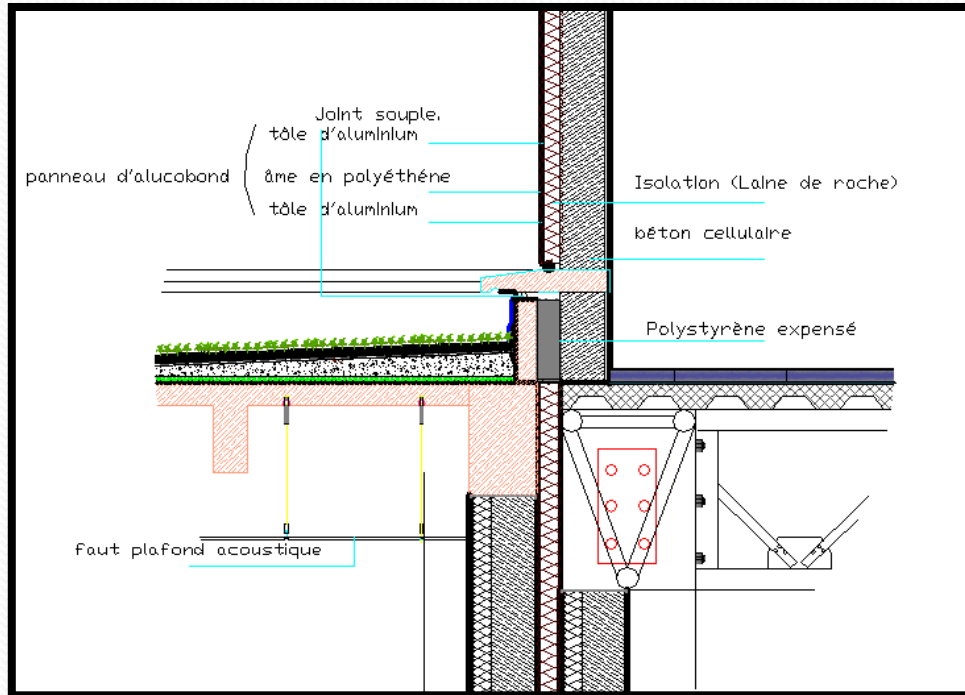 Joint souple.
tôle d'aluminium
panneau d'alucobond
âme en polyéthéne
tôle d'aluminium
Isolation (Laine de roche)
béton cellulaire
Polystyrène expensé
faut plafond acoustique